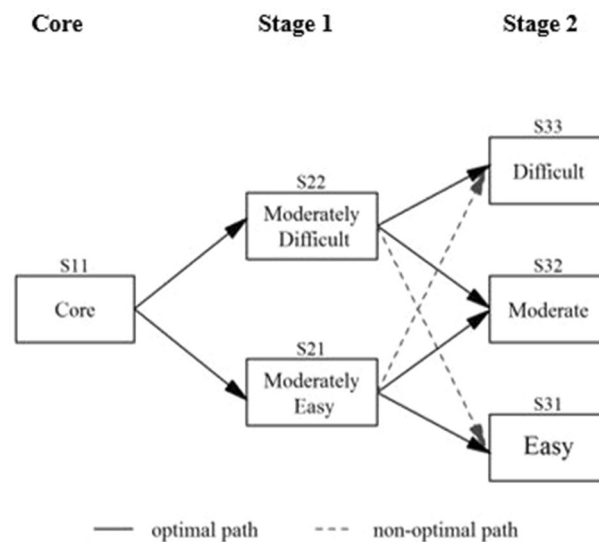 Core Stage 1 Stage 2
S33
Difficult
S22
Moderately
Difficult
S11
Core
S32
Moderate
S21
Moderately
Easy
S31
Easy
optimal path non-optimal path